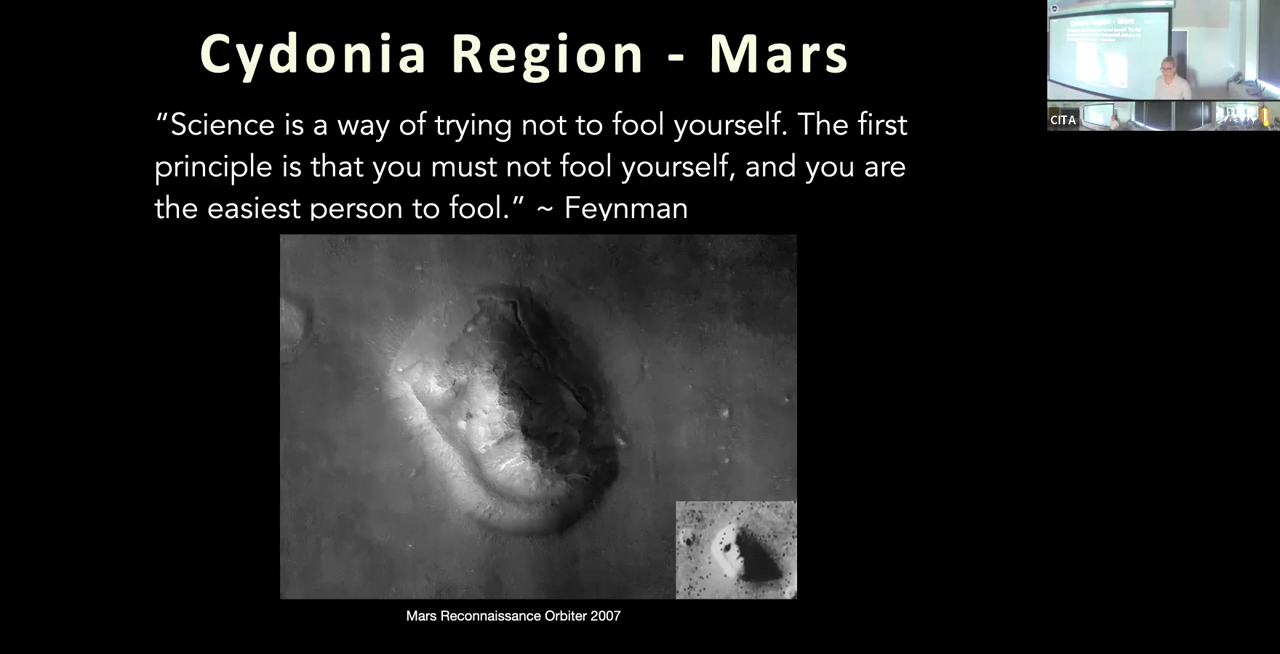 Cydonia Region - Mars
“Science is a way of trying not to fool yourself. The first
principle is that you must not fool yourself, and you are
the easiest person to fool.” ~ Feynman
Mars Reconnaissance Orbiter 2007
CITA